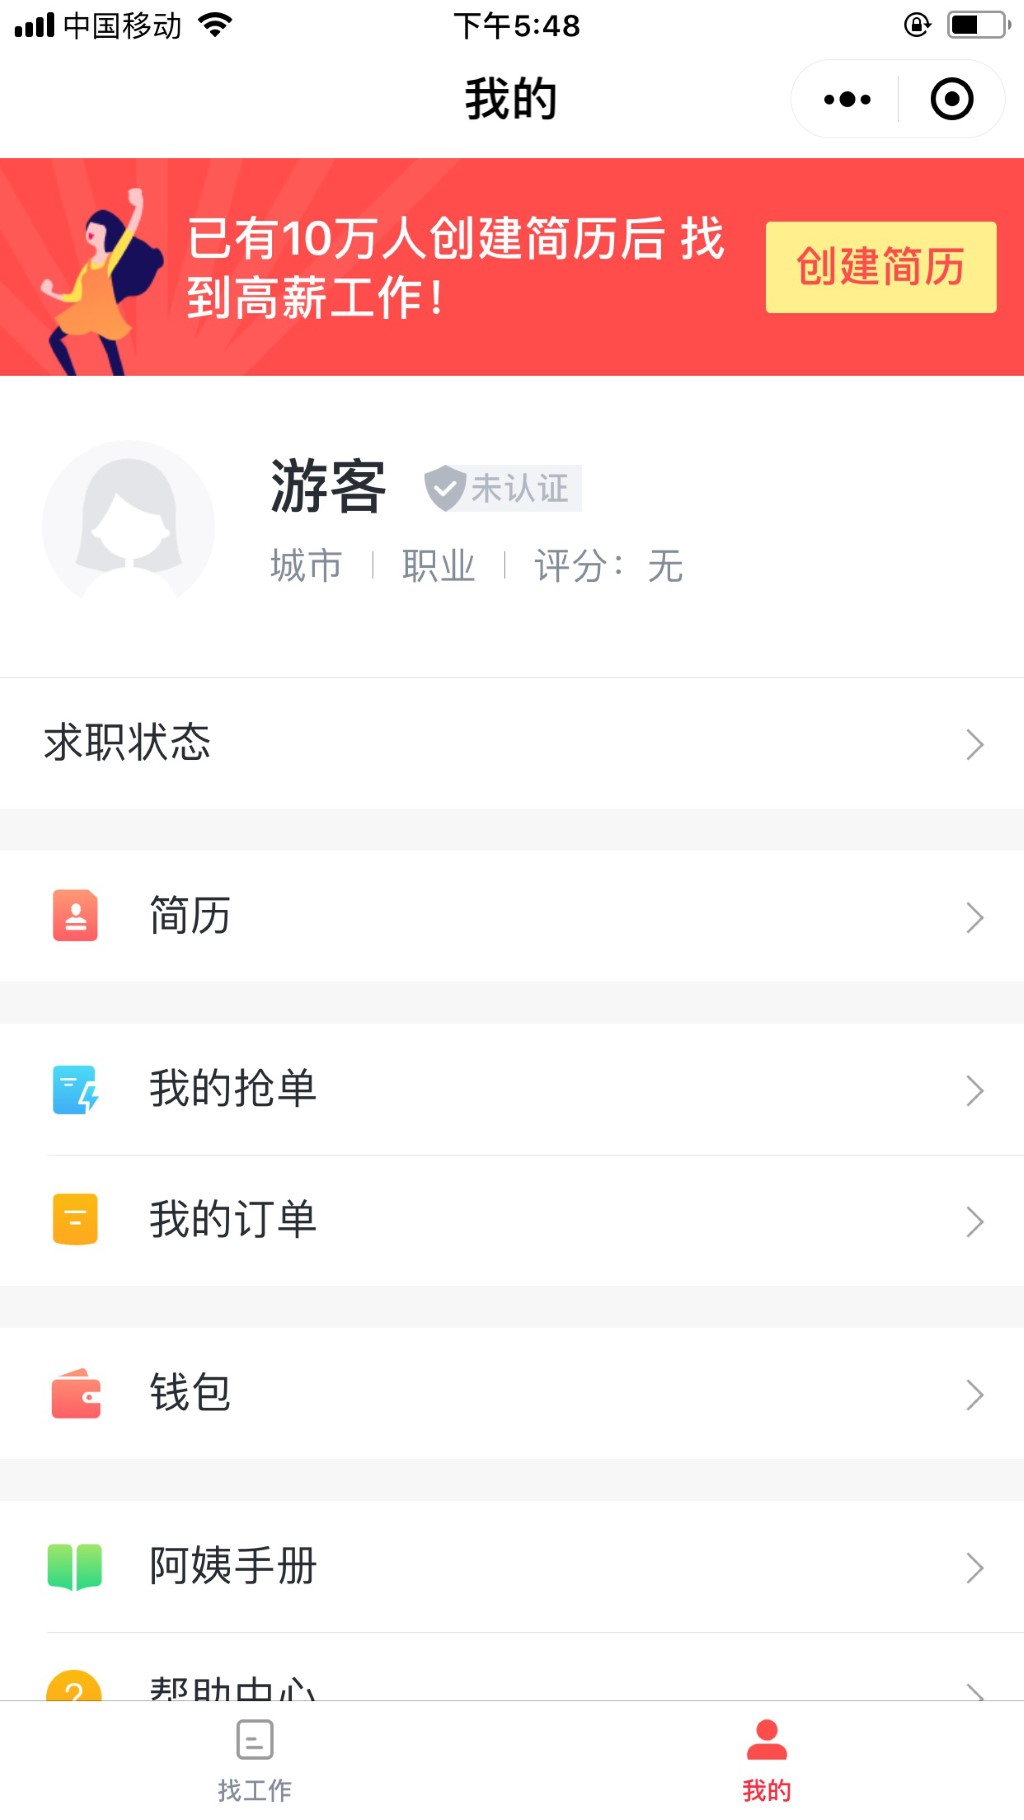 中国移动
下午5:48
我的
已有10万人创建简历后 找
到高薪工作！
创建简历
游客
未认证
城市 | 职业 | 评分：无
求职状态
简历
我的抢单
我的订单
钱包
阿姨手册
帮助中心
找工作
我的